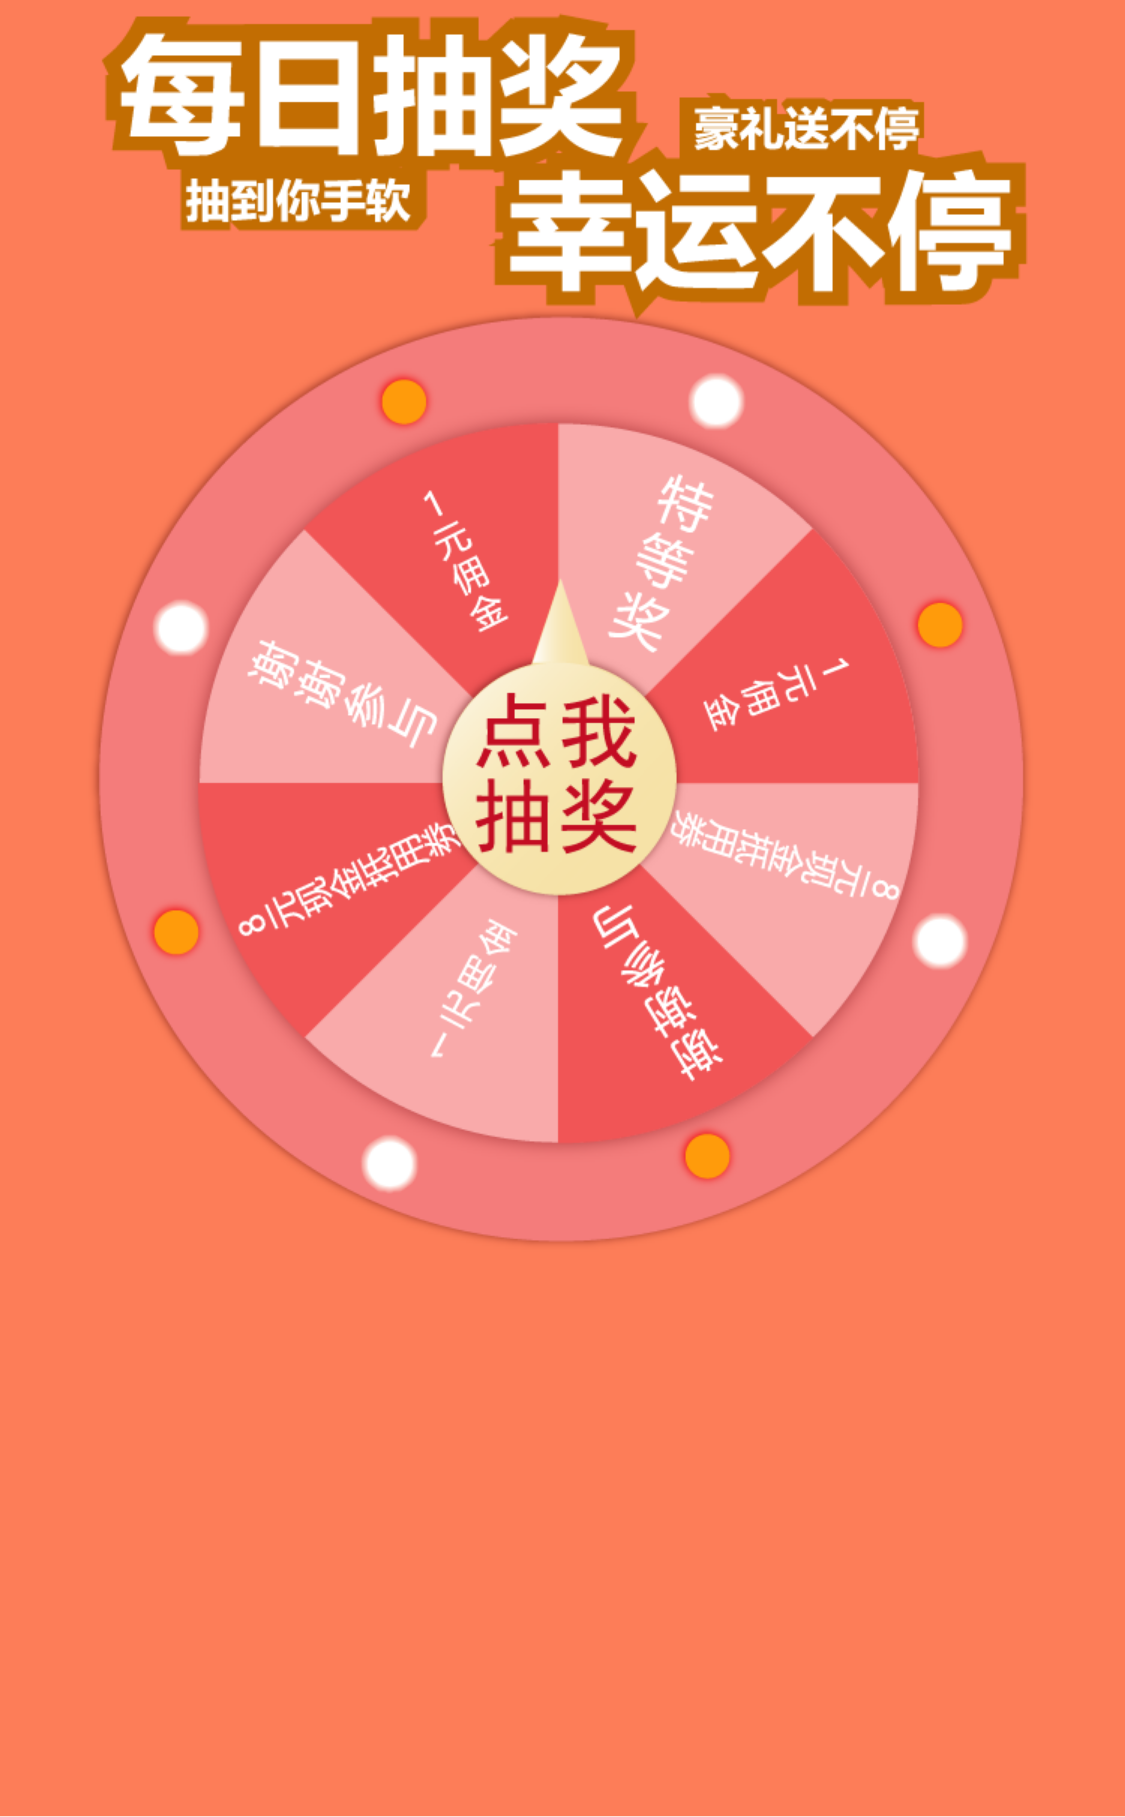 每日抽奖
豪礼送不停
抽到你手软
幸运不停
特等奖
1元佣金
8元现金抵用券
谢谢参与
1元佣金
8元现金抵用券
谢谢参与
1元佣金
点我
抽奖